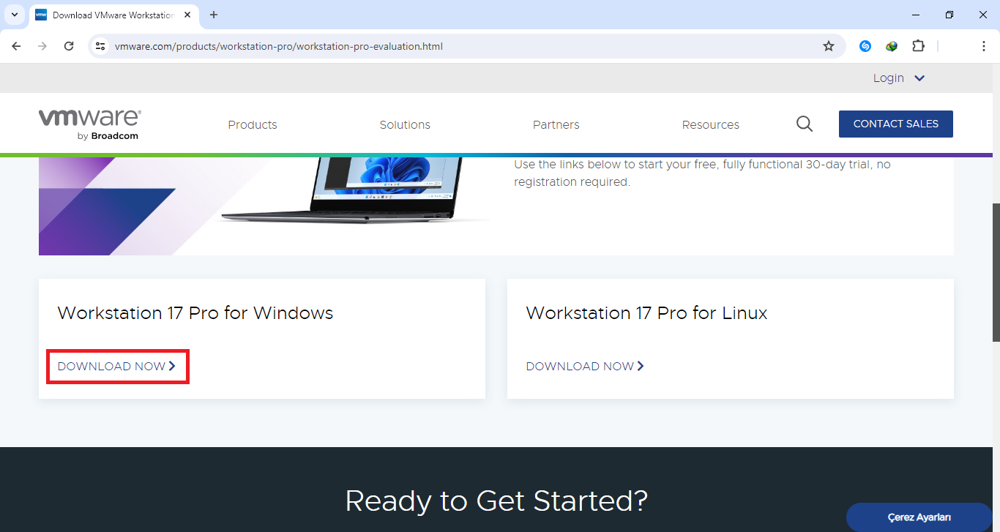 Download VMware Workstation
vmware.com/products/workstation-pro/workstation-pro-evaluation.html
Login
vmware®
by Broadcom
Products
Solutions
Partners
Resources
CONTACT SALES
Use the links below to start your free, fully functional 30-day trial, no
registration required.
Workstation 17 Pro for Windows
DOWNLOAD NOW
Workstation 17 Pro for Linux
DOWNLOAD NOW
Ready to Get Started?
Çerez Ayarları